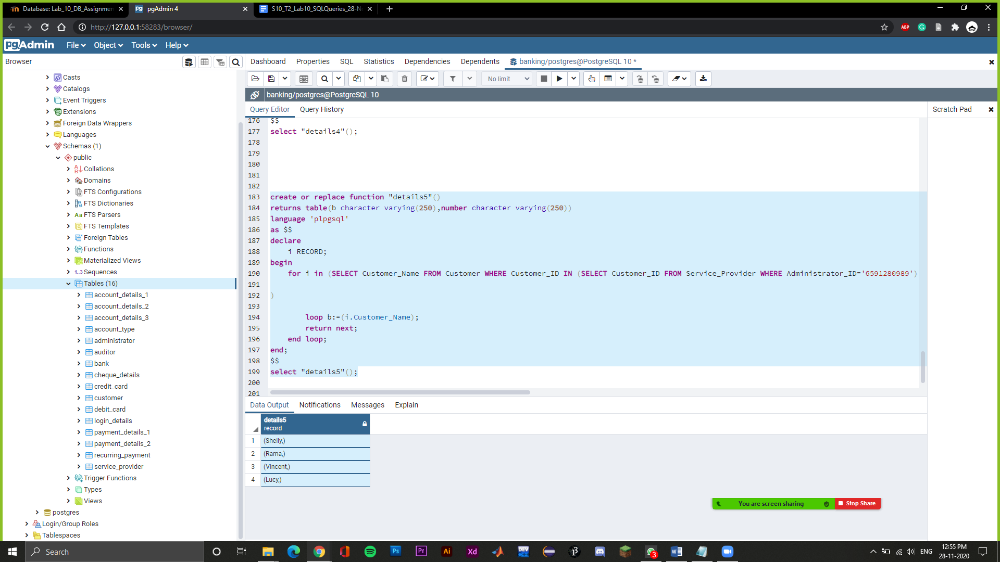 Database: Lab_10_DB_Assignmen
pgAdmin 4
S10_T2_Lab10_SQLQueries_28-N
http://127.0.0.1:58283/browser/
ABP
pgAdmin
File
Object
Tools
Help
Browser
Dashboard
Properties
SQL
Statistics
Dependencies
Dependents
banking/postgres@PostgreSQL 10 *
No limit
banking/postgres@PostgreSQL 10
Query Editor
Query History
Scratch Pad
Casts
Catalogs
Event Triggers
Extensions
Foreign Data Wrappers
Languages
Schemas (1)
public
Collations
Domains
FTS Configurations
FTS Dictionaries
FTS Parsers
FTS Templates
Foreign Tables
Functions
Materialized Views
Sequences
Tables (16)
account_details_1
account_details_2
account_details_3
account_type
administrator
auditor
bank
cheque_details
credit_card
customer
debit_card
login_details
payment_details_1
payment_details_2
recurring_payment
service_provider
Trigger Functions
Types
Views
postgres
Login/Group Roles
Tablespaces
176 $$
177 select "details4"();
178
179
180
181
182
183 create or replace function "details5"()
184 returns table(b character varying(250),number character varying(250))
185 language 'plpgsql'
186 as $$
187 declare
188 i RECORD;
189 begin
190 for i in (SELECT Customer_Name FROM Customer WHERE Customer_ID IN (SELECT Customer_ID FROM Service_Provider WHERE Administrator_ID='6591280989')
191
192 )
193
194 loop b:=(i.Customer_Name);
195 return next;
196 end loop;
197 end;
198 $$
199 select "details5"();
200
201
Data Output
Notifications
Messages
Explain
details5
record
1 (Shelly,)
2 (Rama,)
3 (Vincent,)
4 (Lucy,)
You are screen sharing
Stop Share
Search
Ps
Pr
Ai
Xd
DEV
3
ENG
12:55 PM
28-11-2020